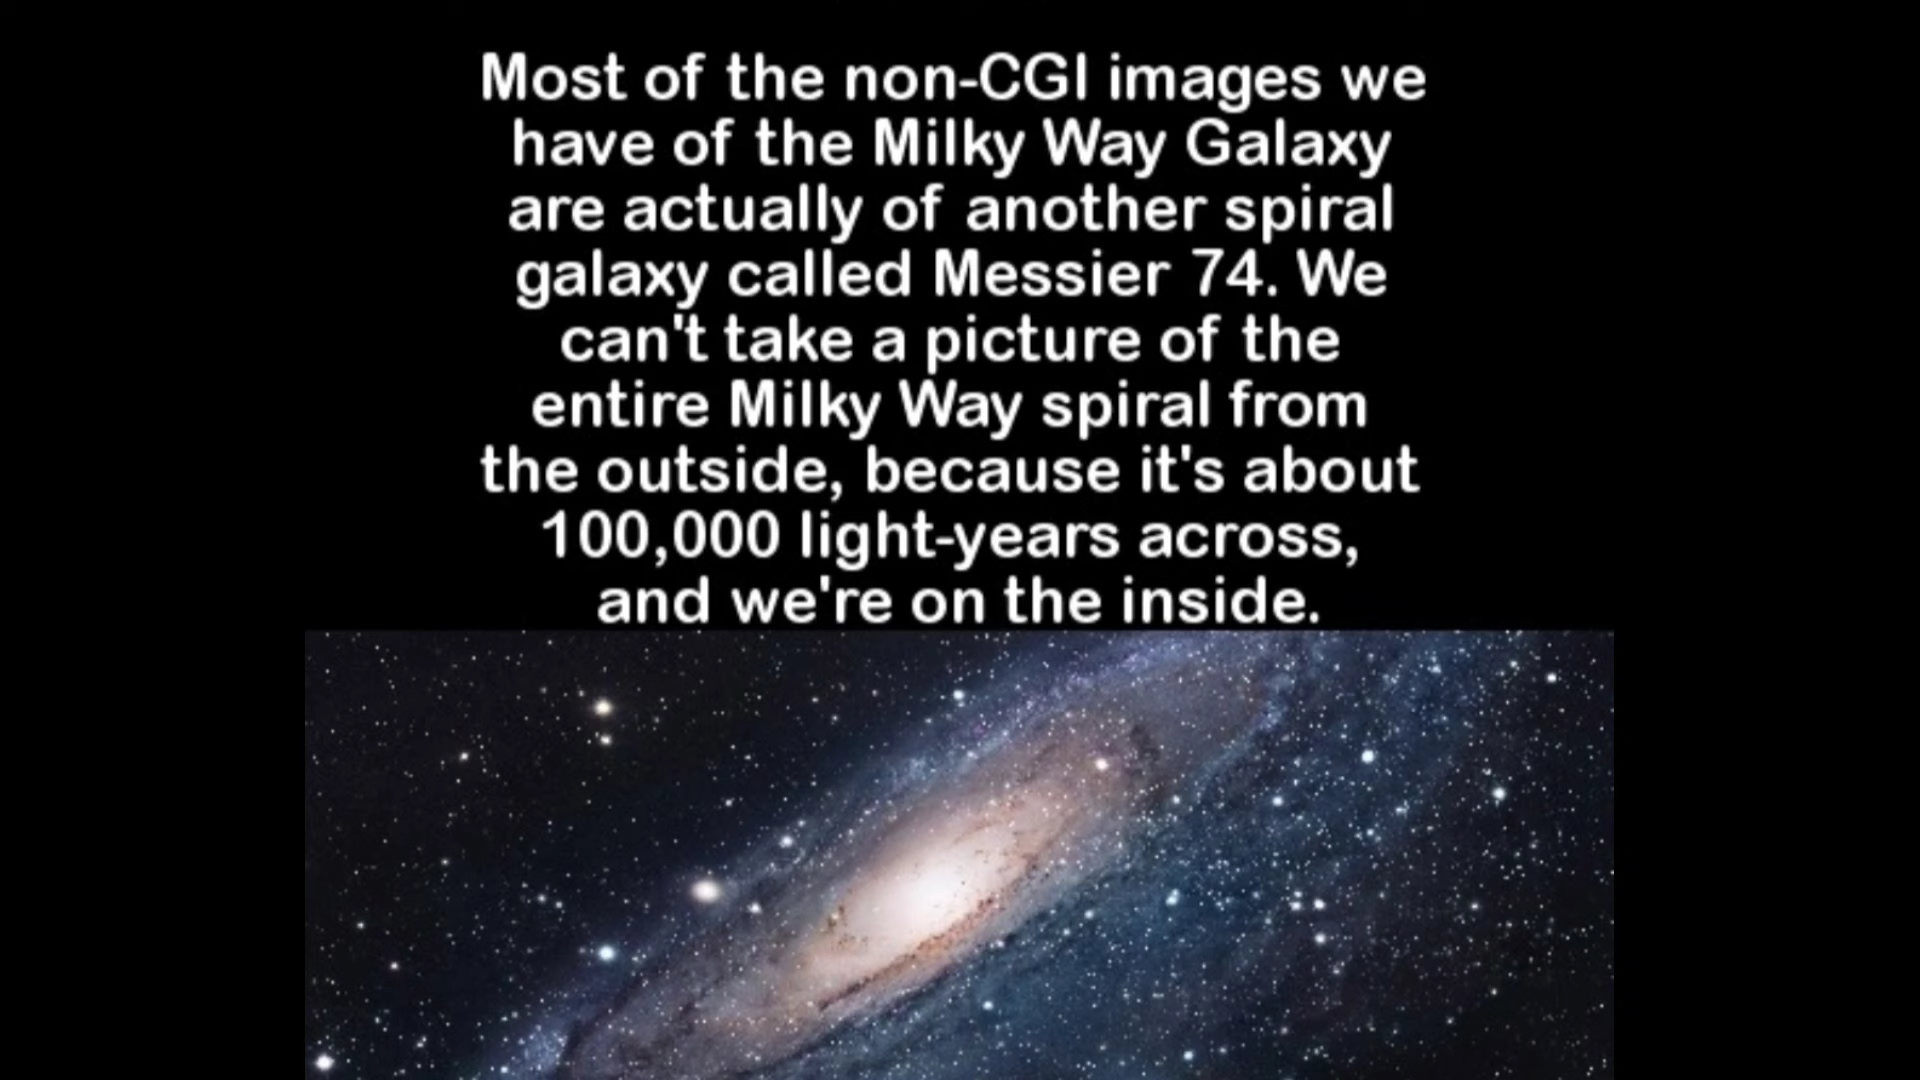 Most of the non-CGI images we
have of the Milky Way Galaxy
are actually of another spiral
galaxy called Messier 74. We
can't take a picture of the
entire Milky Way spiral from
the outside, because it's about
100,000 light-years across,
and we're on the inside.